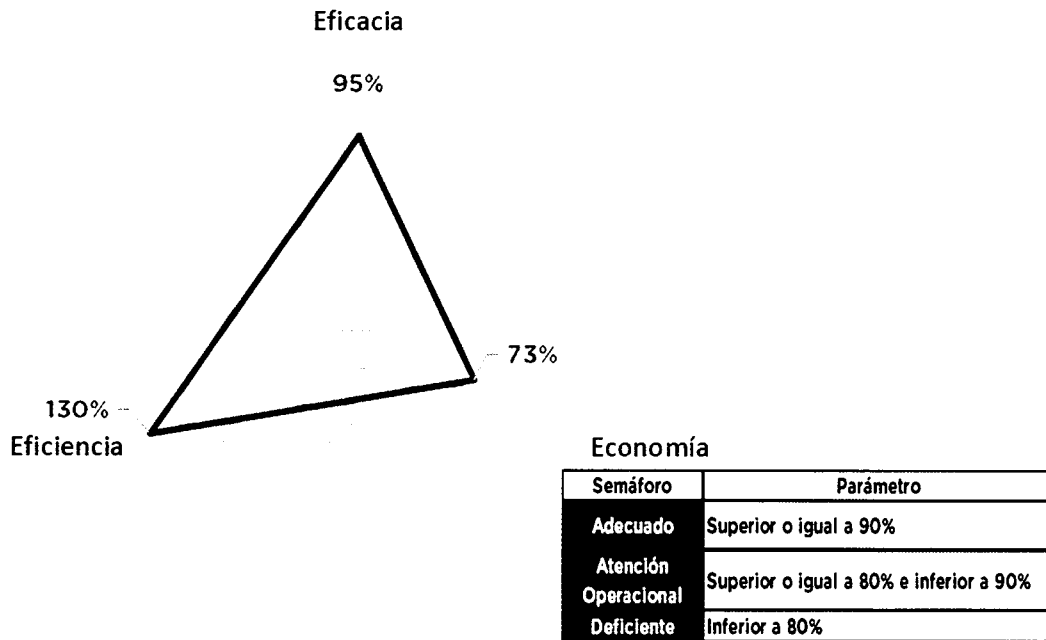 Eficacia
95%
73%
130%
Eficiencia
Economía
Semáforo Parámetro
Adecuado Superior o igual a 90%
Atención Operacional Superior o igual a 80% e inferior a 90%
Deficiente Inferior a 80%